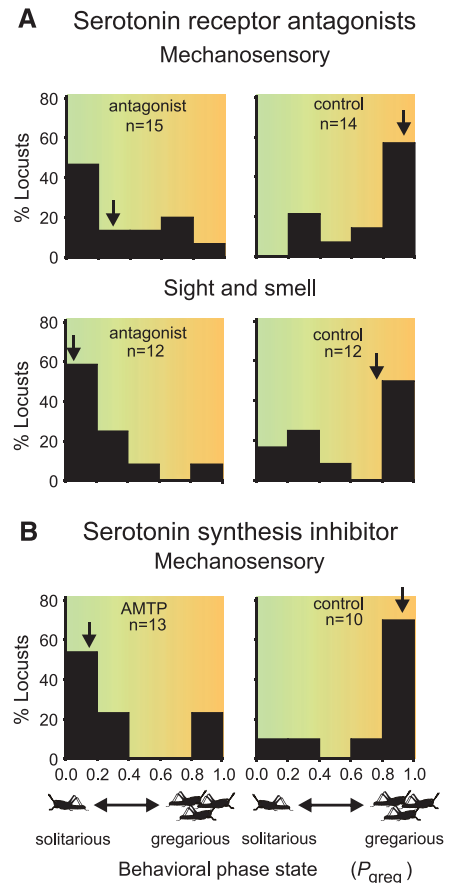 A Serotonin receptor antagonists
Mechanosensory
antagonist
n=15
control
n=14
% Locusts
80
60
40
20
0
Sight and smell
antagonist
n=12
control
n=12
% Locusts
80
60
40
20
0
B Serotonin synthesis inhibitor
Mechanosensory
AMTP
n=13
control
n=10
% Locusts
80
60
40
20
0
0.0 0.2 0.4 0.6 0.8 1.0 0.0 0.2 0.4 0.6 0.8 1.0
solitarious gregarious solitarious gregarious
Behavioral phase state (Pgreg)